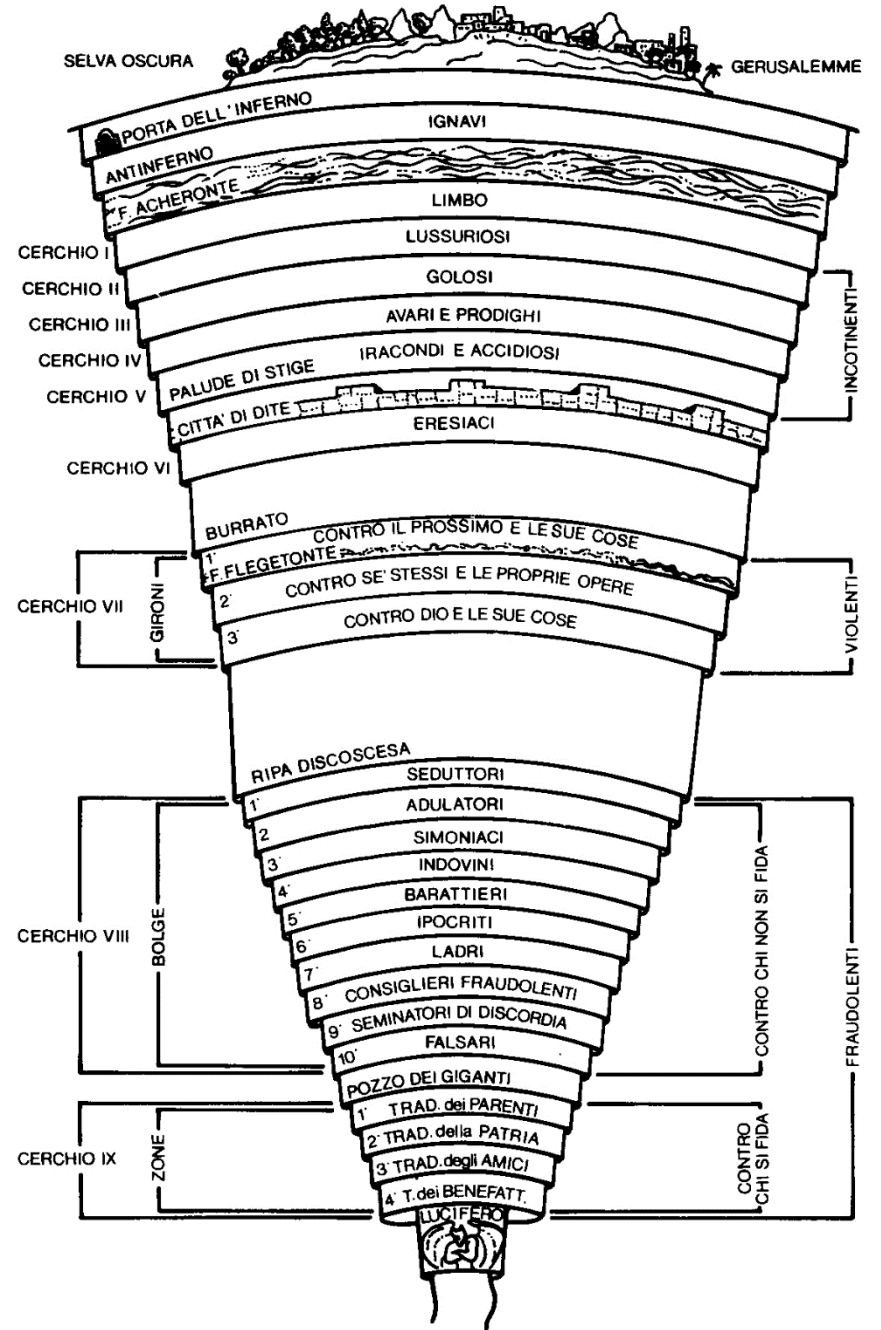 SELVA OSCURA
GERUSALEMME
PORTA DELL'INFERNO
IGNAVI
ANTINFERNO
F. ACHERONTE
LIMBO
CERCHIO I
LUSSURIOSI
CERCHIO II
GOLOSI
CERCHIO III
AVARI E PRODIGHI
CERCHIO IV
IRACONDI E ACCIDIOSI
CERCHIO V
PALUDE DI STIGE
INCOTINENTI
CITTA' DI DITE
ERESIACI
CERCHIO VI
BURRATO
1° CONTRO IL PROSSIMO E LE SUE COSE
F. FLEGETONTE
CERCHIO VII
GIRONI
2° CONTRO SE' STESSI E LE PROPRIE OPERE
3° CONTRO DIO E LE SUE COSE
VIOLENTI
RIPA DISCOSCESA
1° SEDUTTORI
2 ADULATORI
3° SIMONIACI
4° INDOVINI
5° BARATTIERI
6° IPOCRITI
7° LADRI
8° CONSIGLIERI FRAUDOLENTI
9° SEMINATORI DI DISCORDIA
10° FALSARI
CERCHIO VIII
BOLGE
CONTRO CHI NON SI FIDA
FRAUDOLENTI
POZZO DEI GIGANTI
1° TRAD. dei PARENTI
2° TRAD. della PATRIA
3° TRAD. degli AMICI
4° T. dei BENEFATT.
CERCHIO IX
ZONE
CONTRO
CHI SI FIDA
LUCIFERO